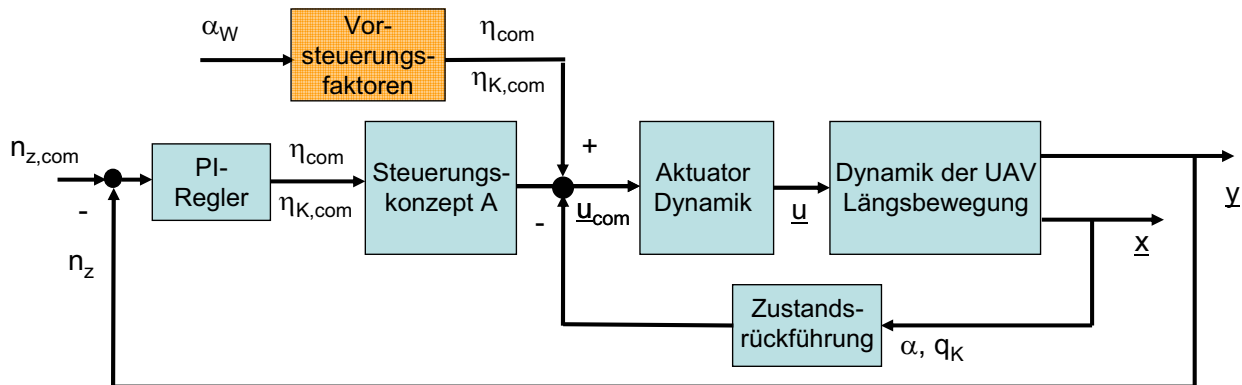 α_W
Vor-
steuerungs-
faktoren
η_com
η_K,com
n_z,com
-
n_z
PI-
Regler
η_com
η_K,com
Steuerungs-
konzept A
+
-
u_com
Aktuator
Dynamik
u
Dynamik der UAV
Längsbewegung
y
x
Zustands-
rückführung
α, q_K